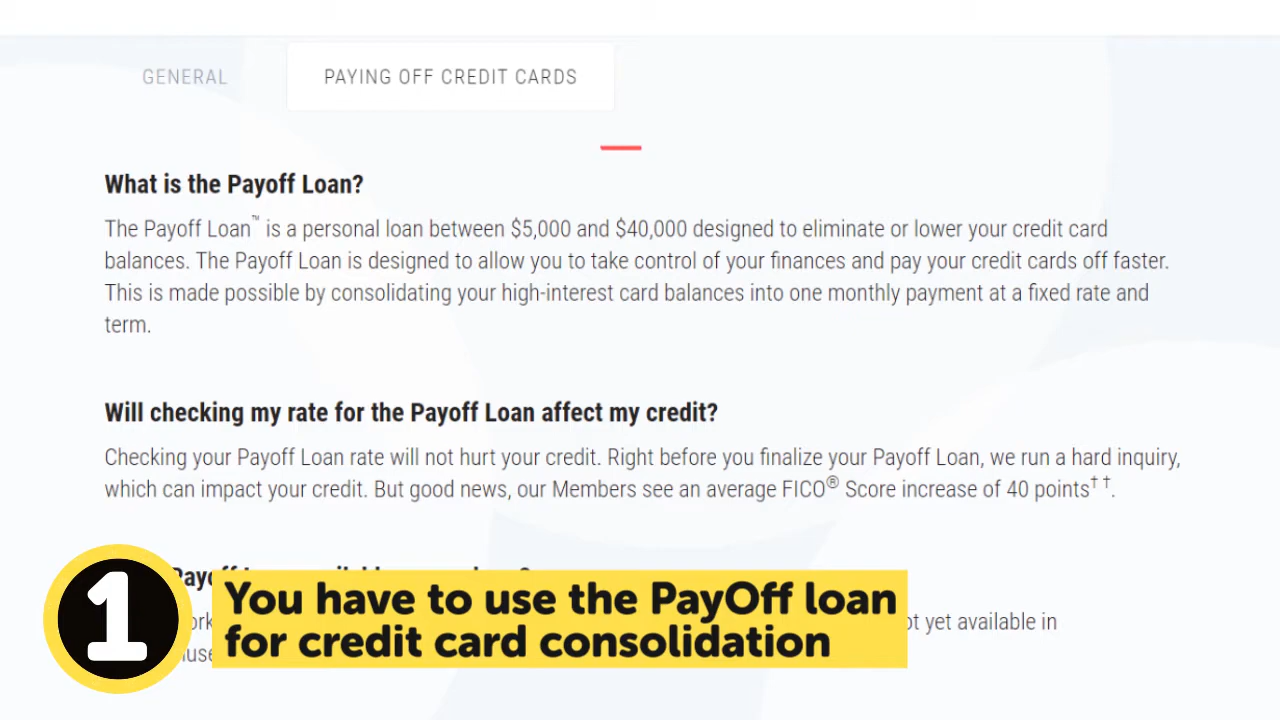 GENERAL
PAYING OFF CREDIT CARDS
What is the Payoff Loan?
The Payoff Loan™ is a personal loan between $5,000 and $40,000 designed to eliminate or lower your credit card
balances. The Payoff Loan is designed to allow you to take control of your finances and pay your credit cards off faster.
This is made possible by consolidating your high-interest card balances into one monthly payment at a fixed rate and
term.
Will checking my rate for the Payoff Loan affect my credit?
Checking your Payoff Loan rate will not hurt your credit. Right before you finalize your Payoff Loan, we run a hard inquiry,
which can impact your credit. But good news, our Members see an average FICO® Score increase of 40 points††.
1
You have to use the PayOff loan
for credit card consolidation
yet available in